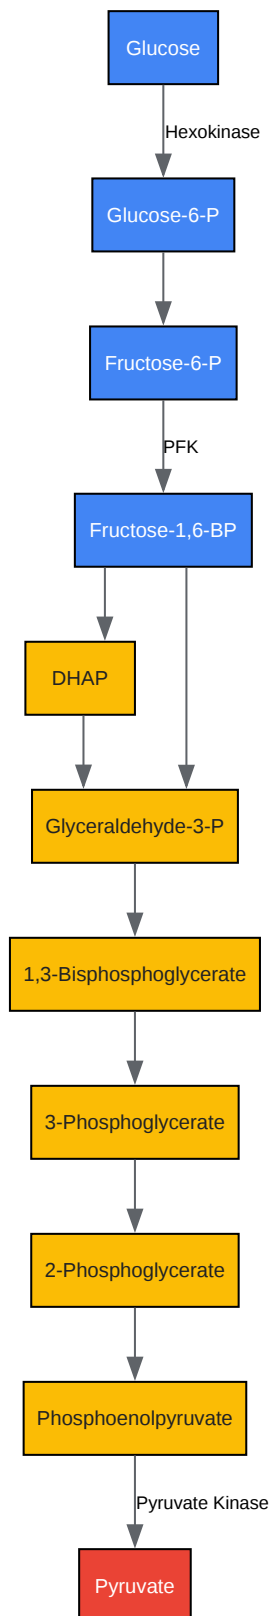 Glucose
Hexokinase
Glucose-6-P
Fructose-6-P
PFK
Fructose-1,6-BP
DHAP
Glyceraldehyde-3-P
1,3-Bisphosphoglycerate
3-Phosphoglycerate
2-Phosphoglycerate
Phosphoenolpyruvate
Pyruvate Kinase
Pyruvate